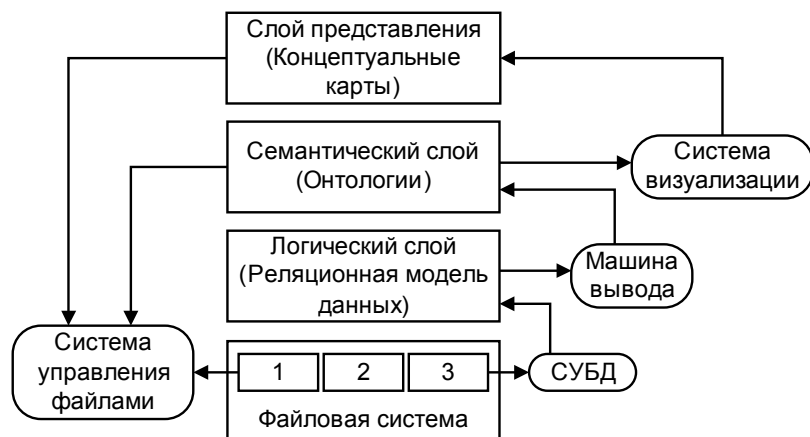 Слой представления
(Концептуальные
карты)
Семантический слой
(Онтологии)
Система
визуализации
Логический слой
(Реляционная модель
данных)
Машина
вывода
Система
управления
файлами
1 2 3
Файловая система
СУБД